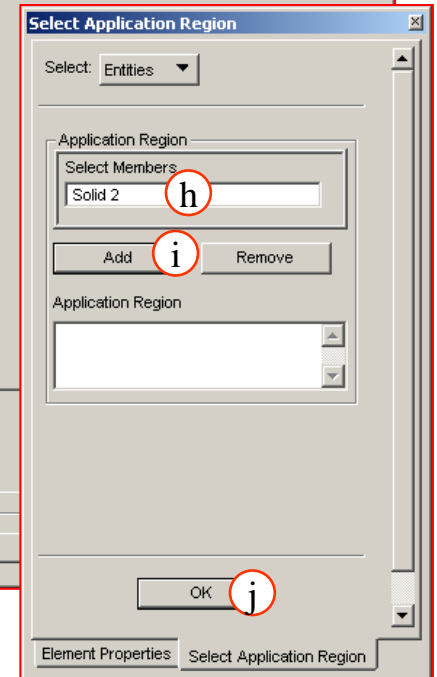 Select Application Region
Select: Entities
Application Region
Select Members
Solid 2
h
Add
i
Remove
Application Region
OK
j
Element Properties
Select Application Region